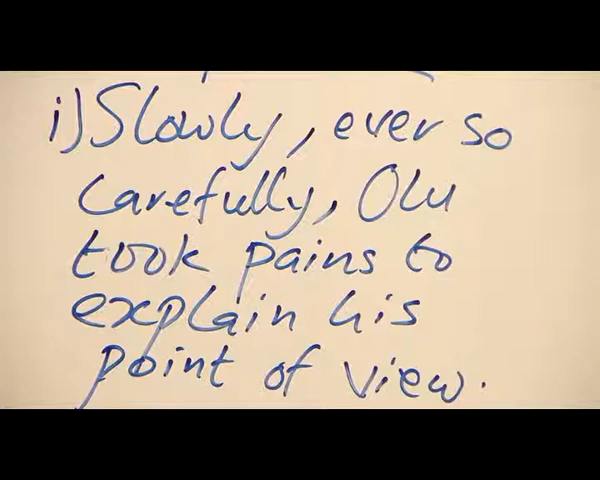 i) Slowly, ever so
carefully, Olu
took pains to
explain his
point of view.